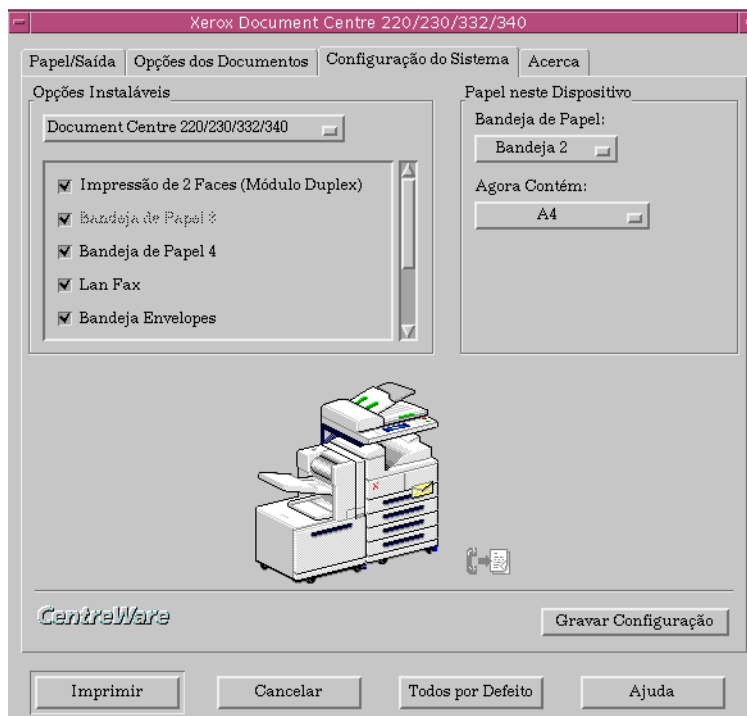 Xerox Document Centre 220/230/332/340
Papel/Saída
Opções dos Documentos
Configuração do Sistema
Acerca
Opções Instaláveis
Document Centre 220/230/332/340
Impressão de 2 Faces (Módulo Duplex)
Bandeja de Papel 3
Bandeja de Papel 4
Lan Fax
Bandeja Envelopes
Papel neste Dispositivo
Bandeja de Papel:
Bandeja 2
Agora Contém:
A4
CentreWare
Gravar Configuração
Imprimir
Cancelar
Todos por Defeito
Ajuda